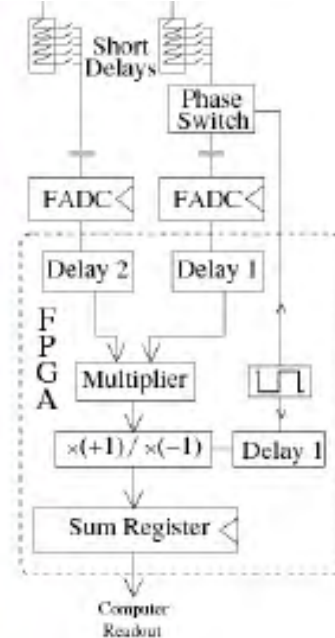 Short
Delays
Phase
Switch
FADC
FADC
Delay 2
Delay 1
FPGA
Multiplier
×(+1) / ×(−1)
Delay 1
Sum Register
Computer
Readout